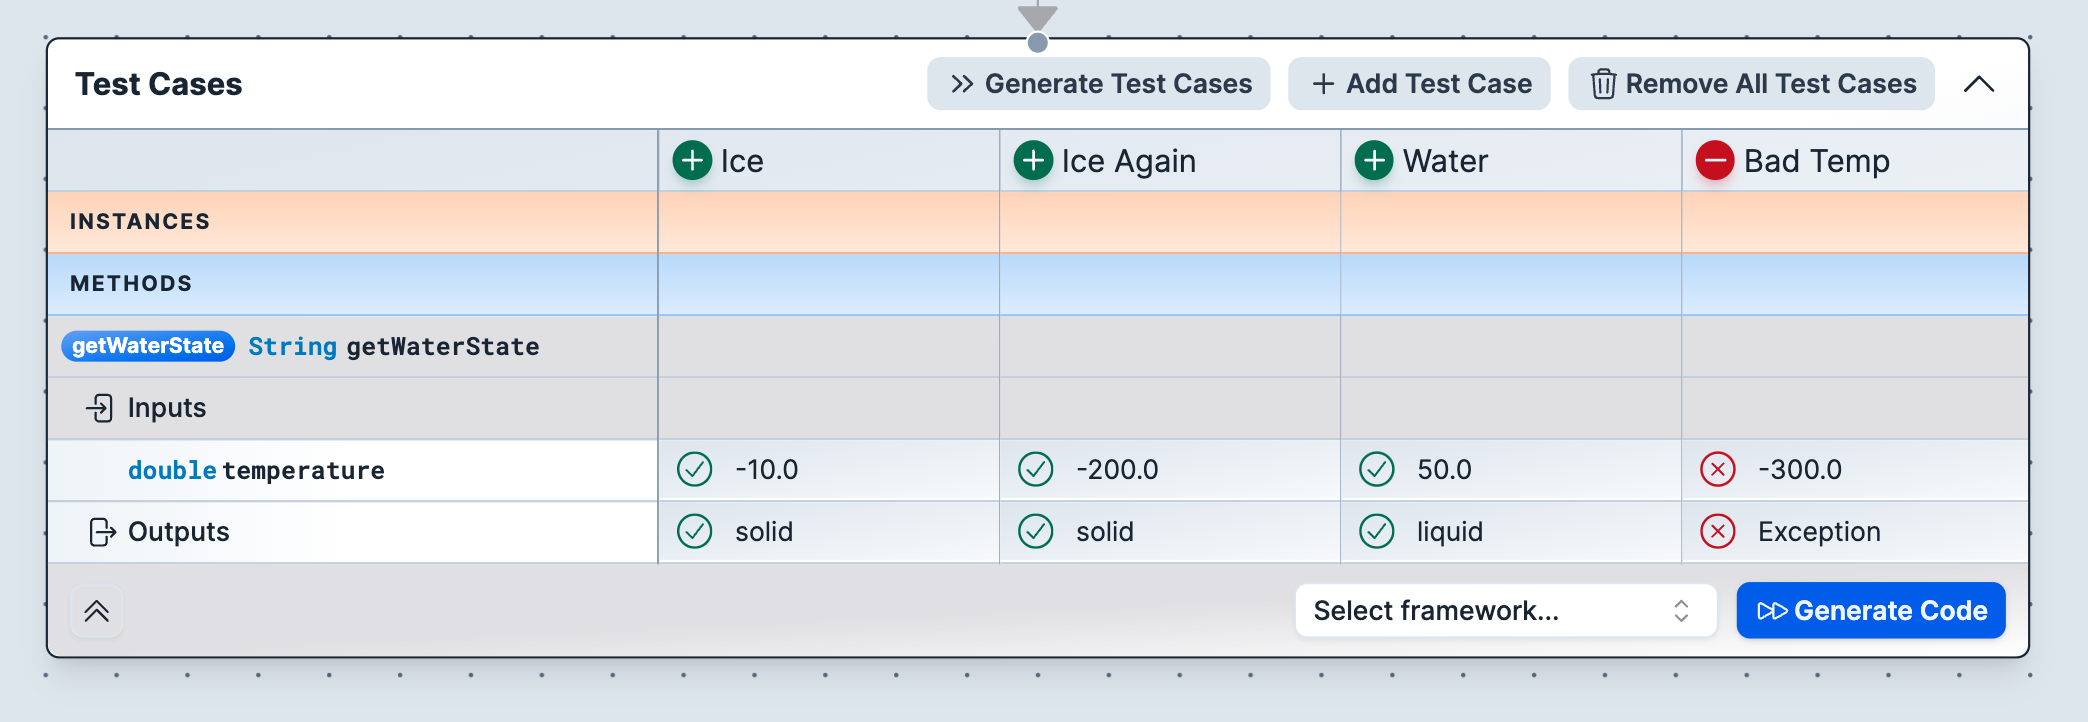 Test Cases Generate Test Cases Add Test Case Remove All Test Cases
Ice Ice Again Water Bad Temp
INSTANCES
METHODS
getWaterState String getWaterState
Inputs
double temperature -10.0 -200.0 50.0 -300.0
Outputs solid solid liquid Exception
Select framework... Generate Code